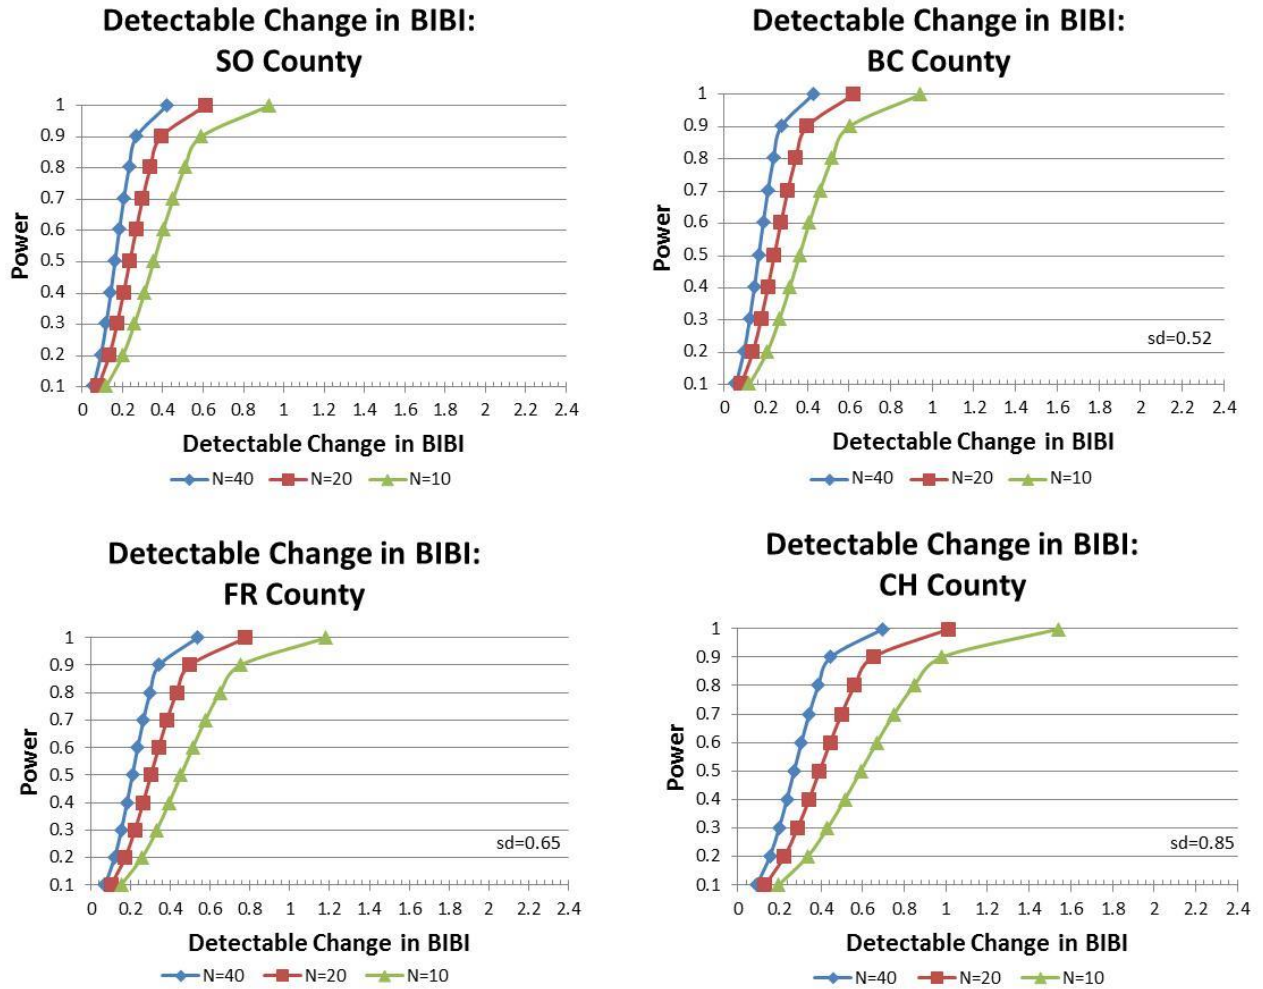 Detectable Change in BIBI:
SO County
1
0.9
0.8
0.7
0.6
0.5
0.4
0.3
0.2
0.1
Power
0 0.2 0.4 0.6 0.8 1 1.2 1.4 1.6 1.8 2 2.2 2.4
Detectable Change in BIBI
N=40 N=20 N=10
Detectable Change in BIBI:
BC County
1
0.9
0.8
0.7
0.6
0.5
0.4
0.3
0.2
0.1
Power
sd=0.52
0 0.2 0.4 0.6 0.8 1 1.2 1.4 1.6 1.8 2 2.2 2.4
Detectable Change in BIBI
N=40 N=20 N=10
Detectable Change in BIBI:
FR County
1
0.9
0.8
0.7
0.6
0.5
0.4
0.3
0.2
0.1
Power
sd=0.65
0 0.2 0.4 0.6 0.8 1 1.2 1.4 1.6 1.8 2 2.2 2.4
Detectable Change in BIBI
N=40 N=20 N=10
Detectable Change in BIBI:
CH County
1
0.9
0.8
0.7
0.6
0.5
0.4
0.3
0.2
0.1
Power
sd=0.85
0 0.2 0.4 0.6 0.8 1 1.2 1.4 1.6 1.8 2 2.2 2.4
Detectable Change in BIBI
N=40 N=20 N=10